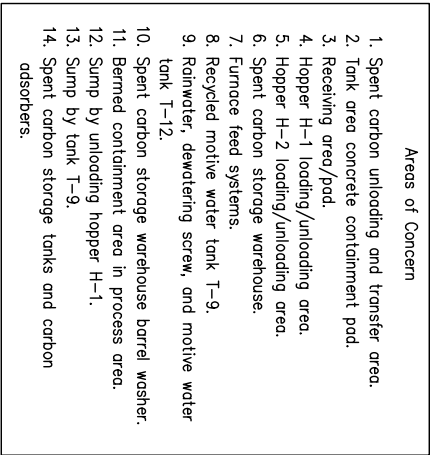 Areas of Concern
1. Spent carbon unloading and transfer area.
2. Tank area concrete containment pad.
3. Receiving area/pad.
4. Hopper H-1 loading/unloading area.
5. Hopper H-2 loading/unloading area.
6. Spent carbon storage warehouse.
7. Furnace feed systems.
8. Recycled motive water tank T-9.
9. Rainwater, dewatering screw, and motive water
tank T-12.
10. Spent carbon storage warehouse barrel washer.
11. Bermed containment area in process area.
12. Sump by unloading hopper H-1.
13. Sump by tank T-9.
14. Spent carbon storage tanks and carbon
adsorbers.